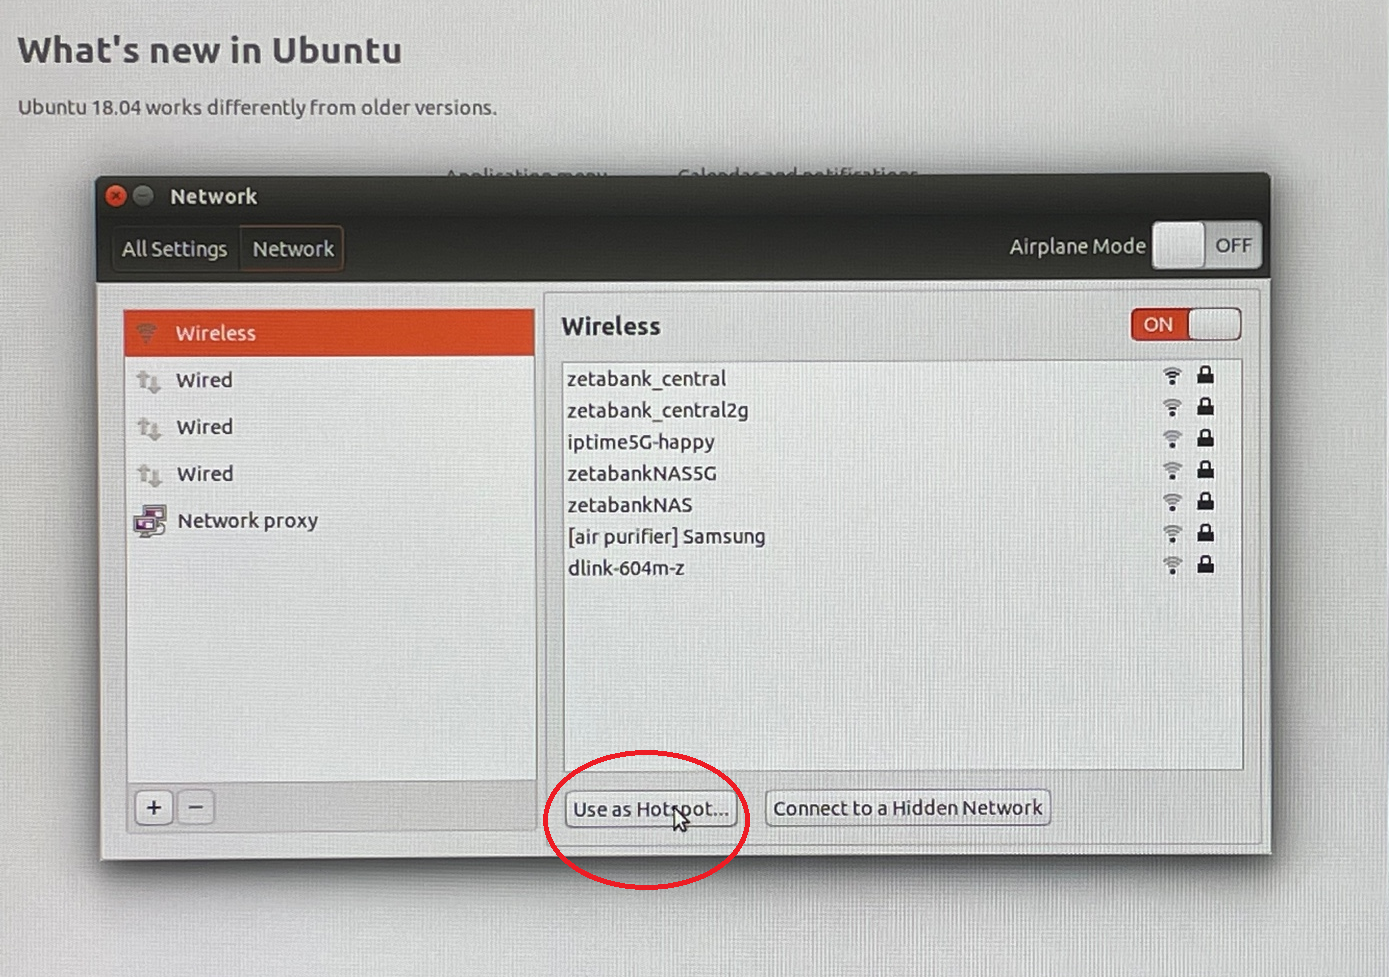 What's new in Ubuntu
Ubuntu 18.04 works differently from older versions.
Application menu Calendar and notifications
Network
All Settings Network Airplane Mode OFF
Wireless
Wired
Wired
Wired
Network proxy
+ −
Wireless ON
zetabank_central
zetabank_central2g
iptime5G-happy
zetabankNAS5G
zetabankNAS
[air purifier] Samsung
dlink-604m-z
Use as Hotspot... Connect to a Hidden Network